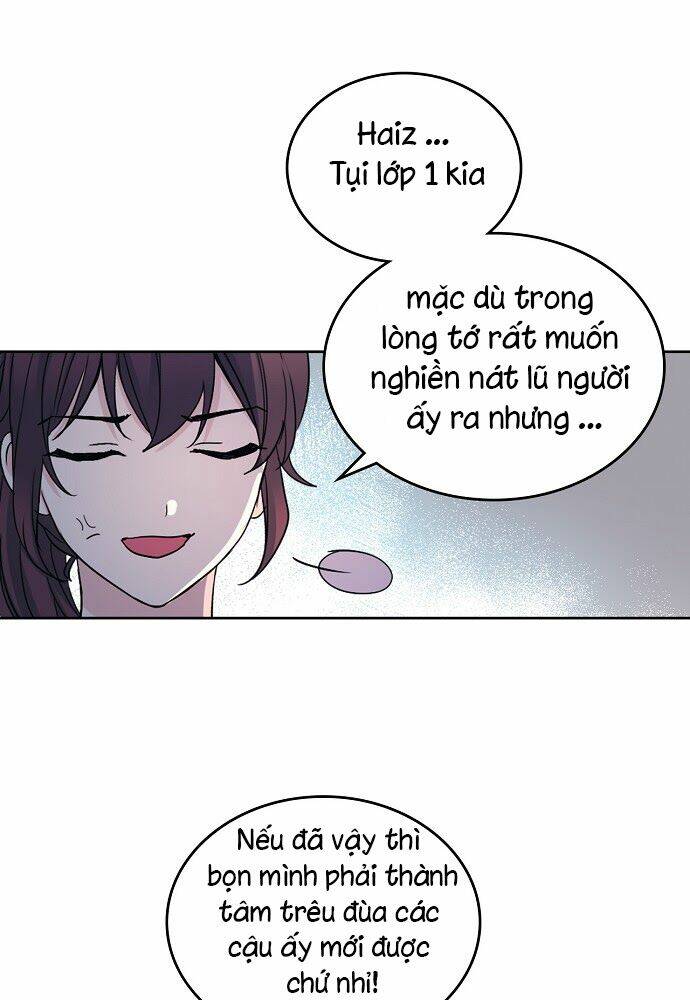 Haiz ...
Tụi lớp 1 kia
mặc dù trong
lòng tớ rất muốn
nghiền nát lũ người
ấy ra nhưng ...
Nếu đã vậy thì
bọn mình phải thành
tâm trêu đùa các
cậu ấy mới được
chứ nhỉ!